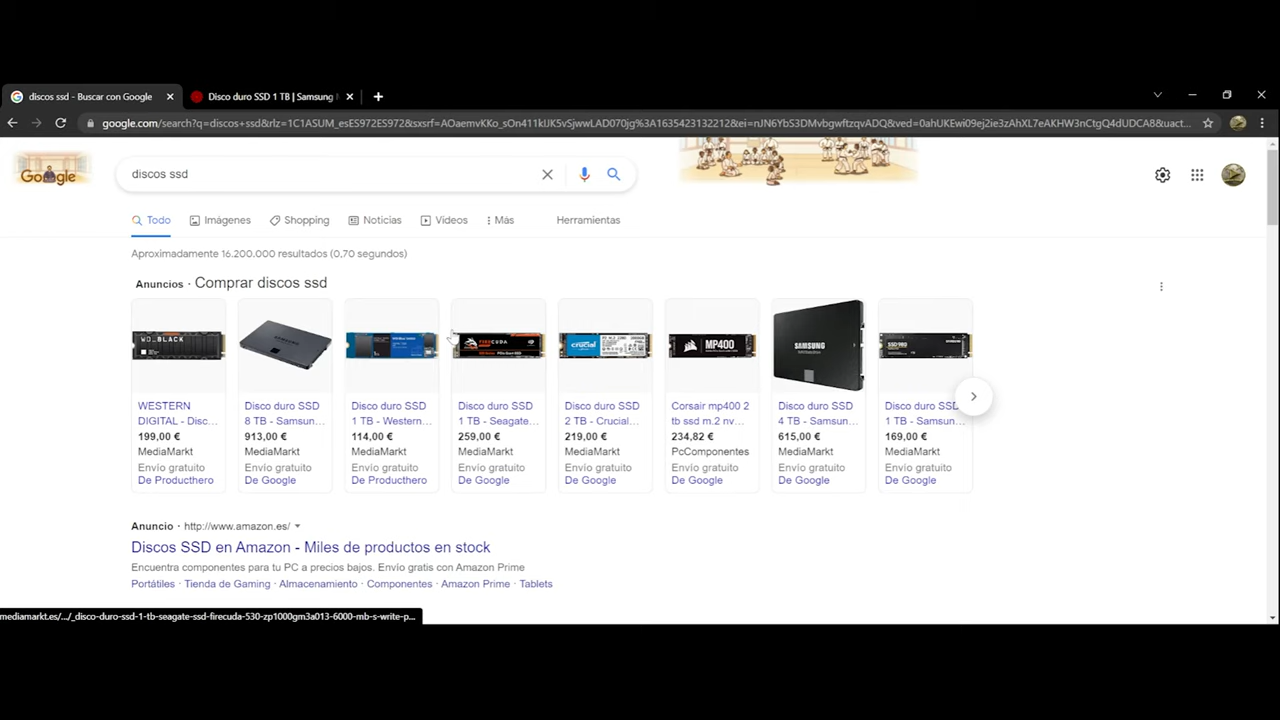 discos ssd - Buscar con Google
Disco duro SSD 1 TB | Samsung
google.com/search?q=discos+ssd&rlz=1C1ASUM_esES972ES972&sxsrf=AOaemvKKo_sOn411kUK5vSjwwLAD070jg%3A1635423132212&ei=nJN6YbS3DMvbgwftzqvADQ&ved=0ahUKEwi09ej2ie3zAhXL7eAKHW3nCtgQ4dUDCA8&uact...
Google
discos ssd
Todo Imágenes Shopping Noticias Vídeos Más Herramientas
Aproximadamente 16.200.000 resultados (0,70 segundos)
Anuncios · Comprar discos ssd
WD_BLACK
FIRECUDA
crucial
MP400
SAMSUNG
WESTERN
DIGITAL - Disc...
199,00 €
MediaMarkt
Envío gratuito
De Producthero
Disco duro SSD
8 TB - Samsun...
913,00 €
MediaMarkt
Envío gratuito
De Google
Disco duro SSD
1 TB - Western...
114,00 €
MediaMarkt
Envío gratuito
De Producthero
Disco duro SSD
1 TB - Seagate...
259,00 €
MediaMarkt
Envío gratuito
De Google
Disco duro SSD
2 TB - Crucial...
219,00 €
MediaMarkt
Envío gratuito
De Google
Corsair mp400 2
tb ssd m.2 nv...
234,82 €
PcComponentes
Envío gratuito
De Google
Disco duro SSD
4 TB - Samsun...
615,00 €
MediaMarkt
Envío gratuito
De Google
Disco duro SSD
1 TB - Samsun...
169,00 €
MediaMarkt
Envío gratuito
De Google
Anuncio · http://www.amazon.es/
Discos SSD en Amazon - Miles de productos en stock
Encuentra componentes para tu PC a precios bajos. Envío gratis con Amazon Prime
Portátiles · Tienda de Gaming · Almacenamiento · Componentes · Amazon Prime · Tablets
mediamarkt.es/.../_disco-duro-ssd-1-tb-seagate-ssd-firecuda-530-zp1000gm3a013-6000-mb-s-write-p...